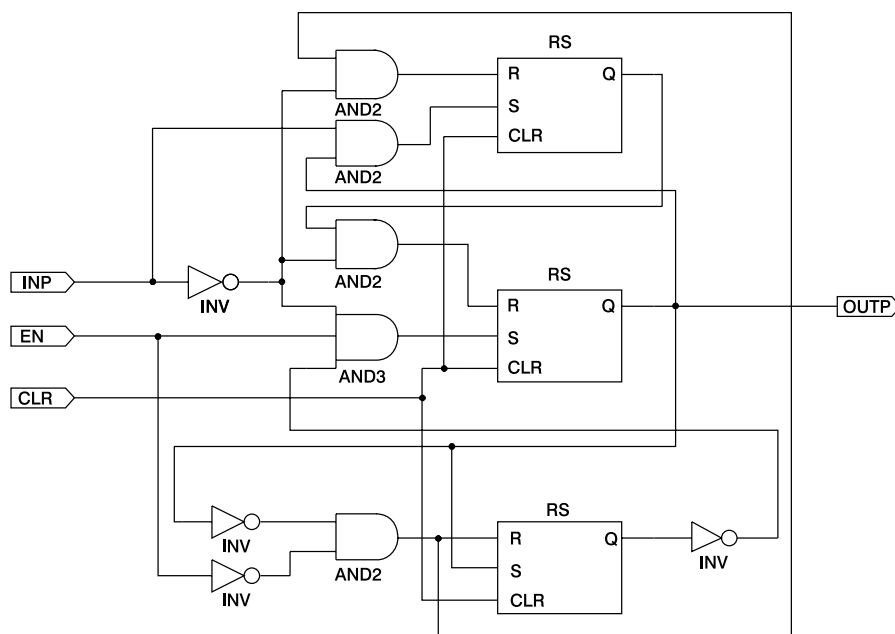 RS
R Q
AND2
S
CLR
AND2
AND2
INP
RS
INV
R Q
OUTP
EN
S
CLR
AND3
CLR
RS
R Q
INV
AND2
INV
S
INV
CLR